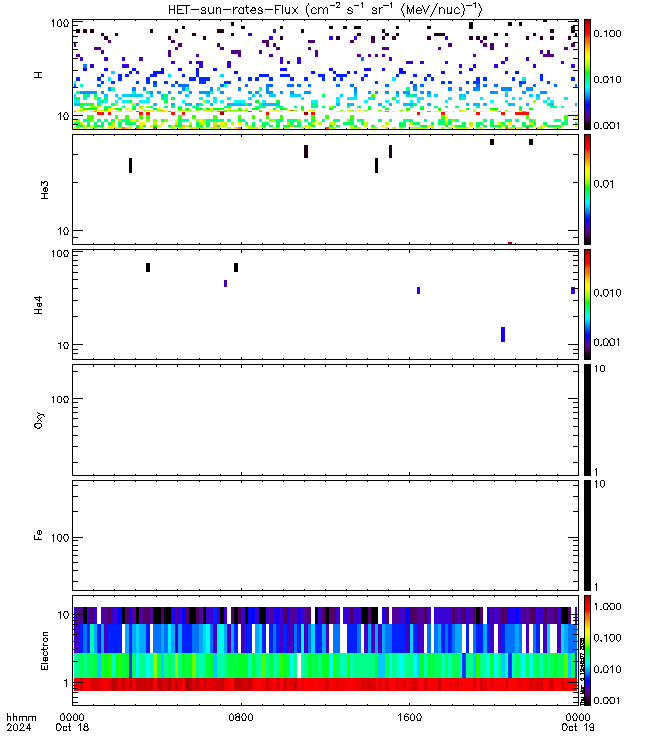 HET-sun-rates-Flux (cm⁻² s⁻¹ sr⁻¹ (MeV/nuc)⁻¹)
100
10
H
0.100
0.010
0.001
10
He3
0.01
100
10
He4
0.010
0.001
100
Oxy
10
1
100
Fe
10
1
10
1
Electron
1.000
0.100
0.010
0.001
hhmm
2024
0000
Oct 18
0800
1600
0000
Oct 19